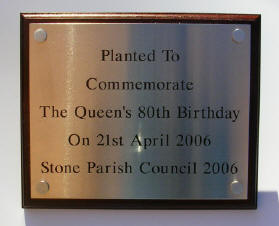 Planted To
Commemorate
The Queen's 80th Birthday
On 21st April 2006
Stone Parish Council 2006